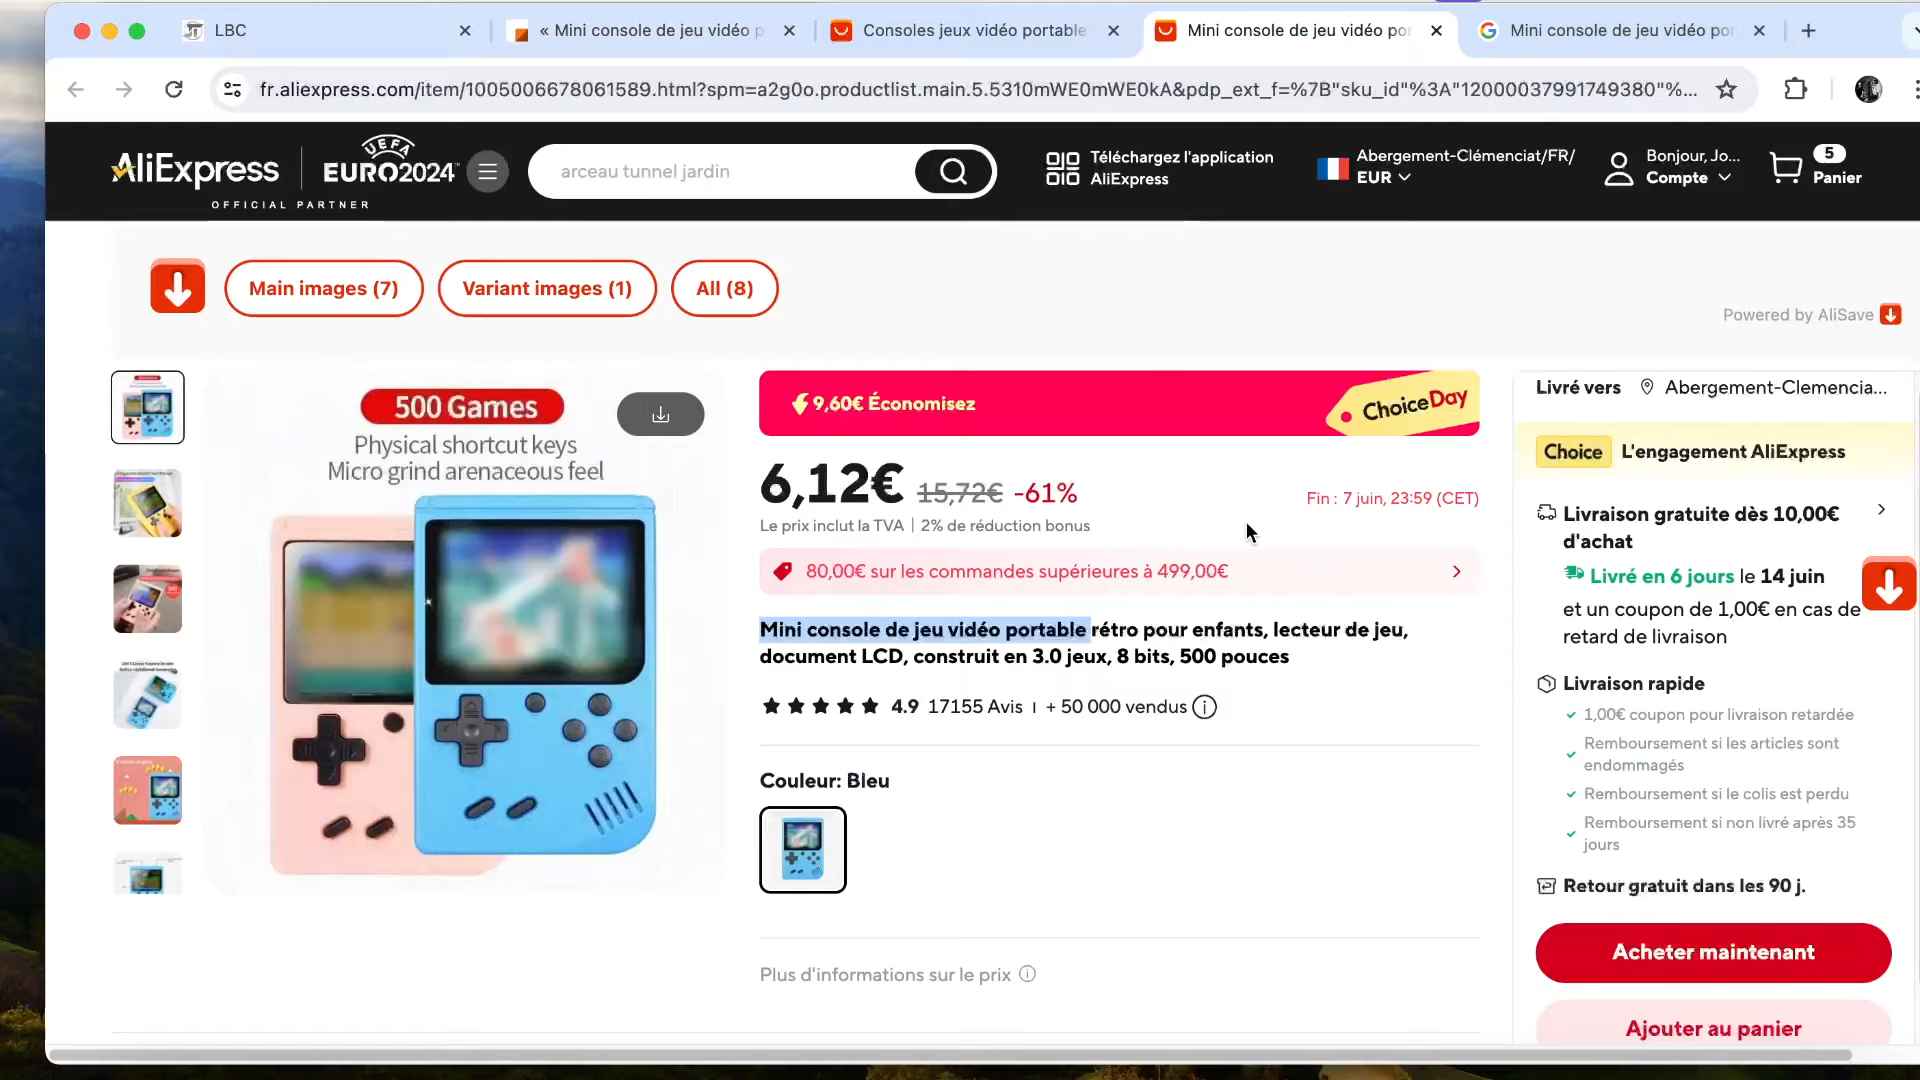 LBC
« Mini console de jeu vidéo p
Consoles jeux vidéo portable
Mini console de jeu vidéo por
Mini console de jeu vidéo por
fr.aliexpress.com/item/1005006678061589.html?spm=a2g0o.productlist.main.5.5310mWE0mWE0kA&pdp_ext_f=%7B"sku_id"%3A"12000037991749380"%...
AliExpress
UEFA
EURO2024
OFFICIAL PARTNER
arceau tunnel jardin
Téléchargez l'application
AliExpress
Abergement-Clémenciat/FR/
EUR
Bonjour, Jo...
Compte
5
Panier
Main images (7)
Variant images (1)
All (8)
Powered by AliSave
500 Games
Physical shortcut keys
Micro grind arenaceous feel
9,60€ Économisez
ChoiceDay
6,12€ 15,72€ -61%
Fin : 7 juin, 23:59 (CET)
Le prix inclut la TVA | 2% de réduction bonus
80,00€ sur les commandes supérieures à 499,00€
Mini console de jeu vidéo portable rétro pour enfants, lecteur de jeu,
document LCD, construit en 3.0 jeux, 8 bits, 500 pouces
4.9 17155 Avis | + 50 000 vendus
Couleur: Bleu
Plus d'informations sur le prix
Livré vers Abergement-Clemencia...
Choice L'engagement AliExpress
Livraison gratuite dès 10,00€
d'achat
Livré en 6 jours le 14 juin
et un coupon de 1,00€ en cas de
retard de livraison
Livraison rapide
1,00€ coupon pour livraison retardée
Remboursement si les articles sont
endommagés
Remboursement si le colis est perdu
Remboursement si non livré après 35
jours
Retour gratuit dans les 90 j.
Acheter maintenant
Ajouter au panier